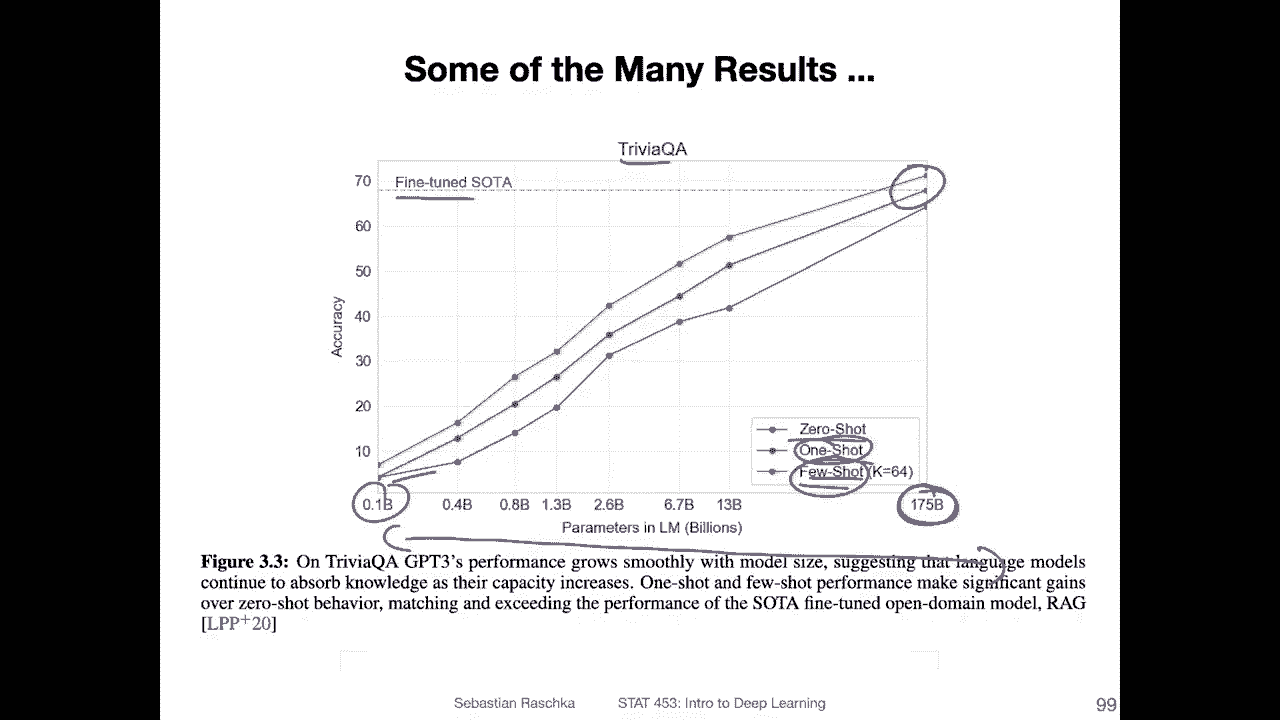 Some of the Many Results ...
TriviaQA
Fine-tuned SOTA
70
60
50
40
30
20
10
Accuracy
Zero-Shot
One-Shot
Few-Shot (K=64)
0.1B 0.4B 0.8B 1.3B 2.6B 6.7B 13B 175B
Parameters in LM (Billions)
Figure 3.3: On TriviaQA GPT3's performance grows smoothly with model size, suggesting that language models
continue to absorb knowledge as their capacity increases. One-shot and few-shot performance make significant gains
over zero-shot behavior, matching and exceeding the performance of the SOTA fine-tuned open-domain model, RAG
[LPP+20]
Sebastian Raschka STAT 453: Intro to Deep Learning 99